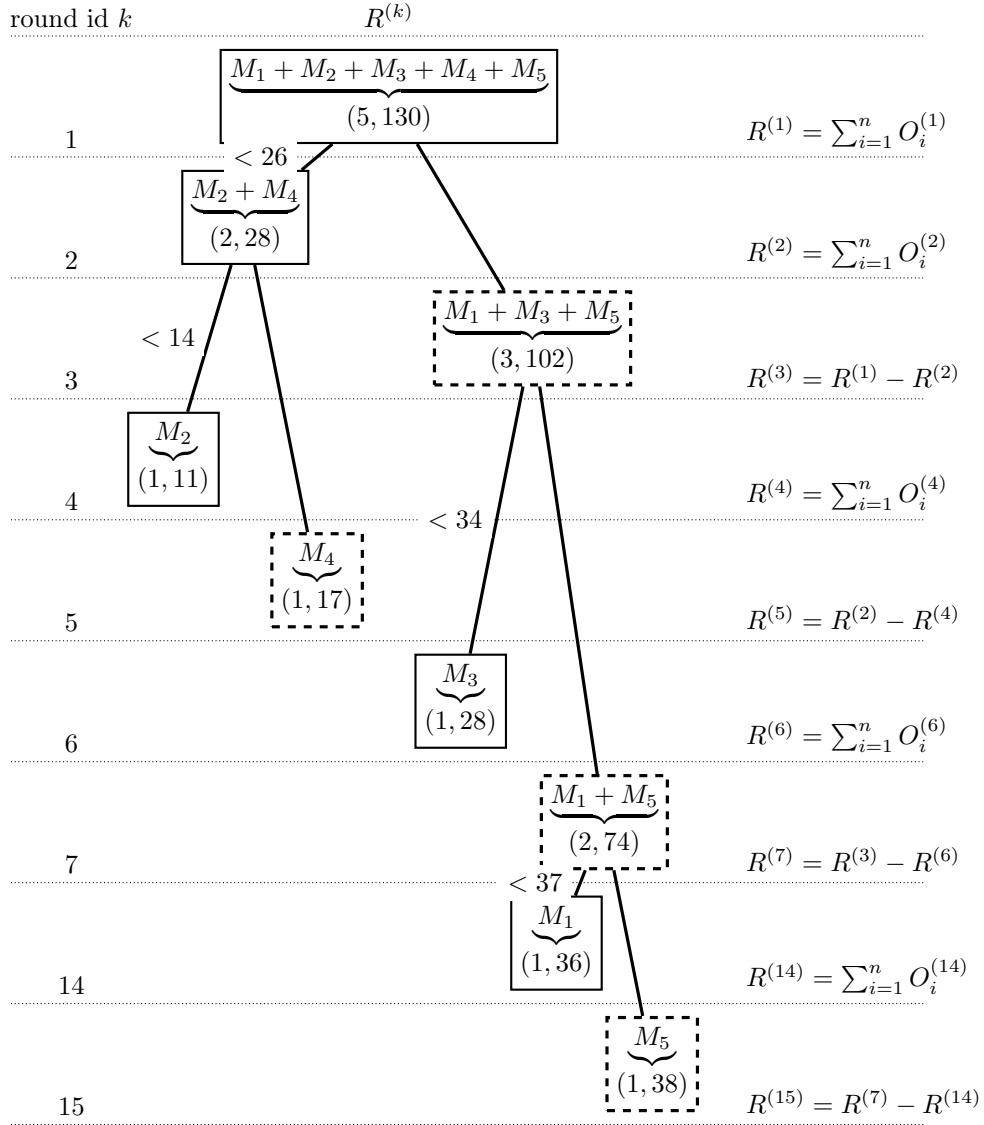 round id k R^{(k)}
M_1 + M_2 + M_3 + M_4 + M_5
(5, 130)
1 R^{(1)} = \sum_{i=1}^{n} O_i^{(1)}
< 26
M_2 + M_4
(2, 28)
2 R^{(2)} = \sum_{i=1}^{n} O_i^{(2)}
M_1 + M_3 + M_5
< 14
(3, 102)
3 R^{(3)} = R^{(1)} − R^{(2)}
M_2
(1, 11)
4 R^{(4)} = \sum_{i=1}^{n} O_i^{(4)}
< 34
M_4
(1, 17)
5 R^{(5)} = R^{(2)} − R^{(4)}
M_3
(1, 28)
6 R^{(6)} = \sum_{i=1}^{n} O_i^{(6)}
M_1 + M_5
(2, 74)
7 R^{(7)} = R^{(3)} − R^{(6)}
< 37
M_1
(1, 36)
14 R^{(14)} = \sum_{i=1}^{n} O_i^{(14)}
M_5
(1, 38)
15 R^{(15)} = R^{(7)} − R^{(14)}